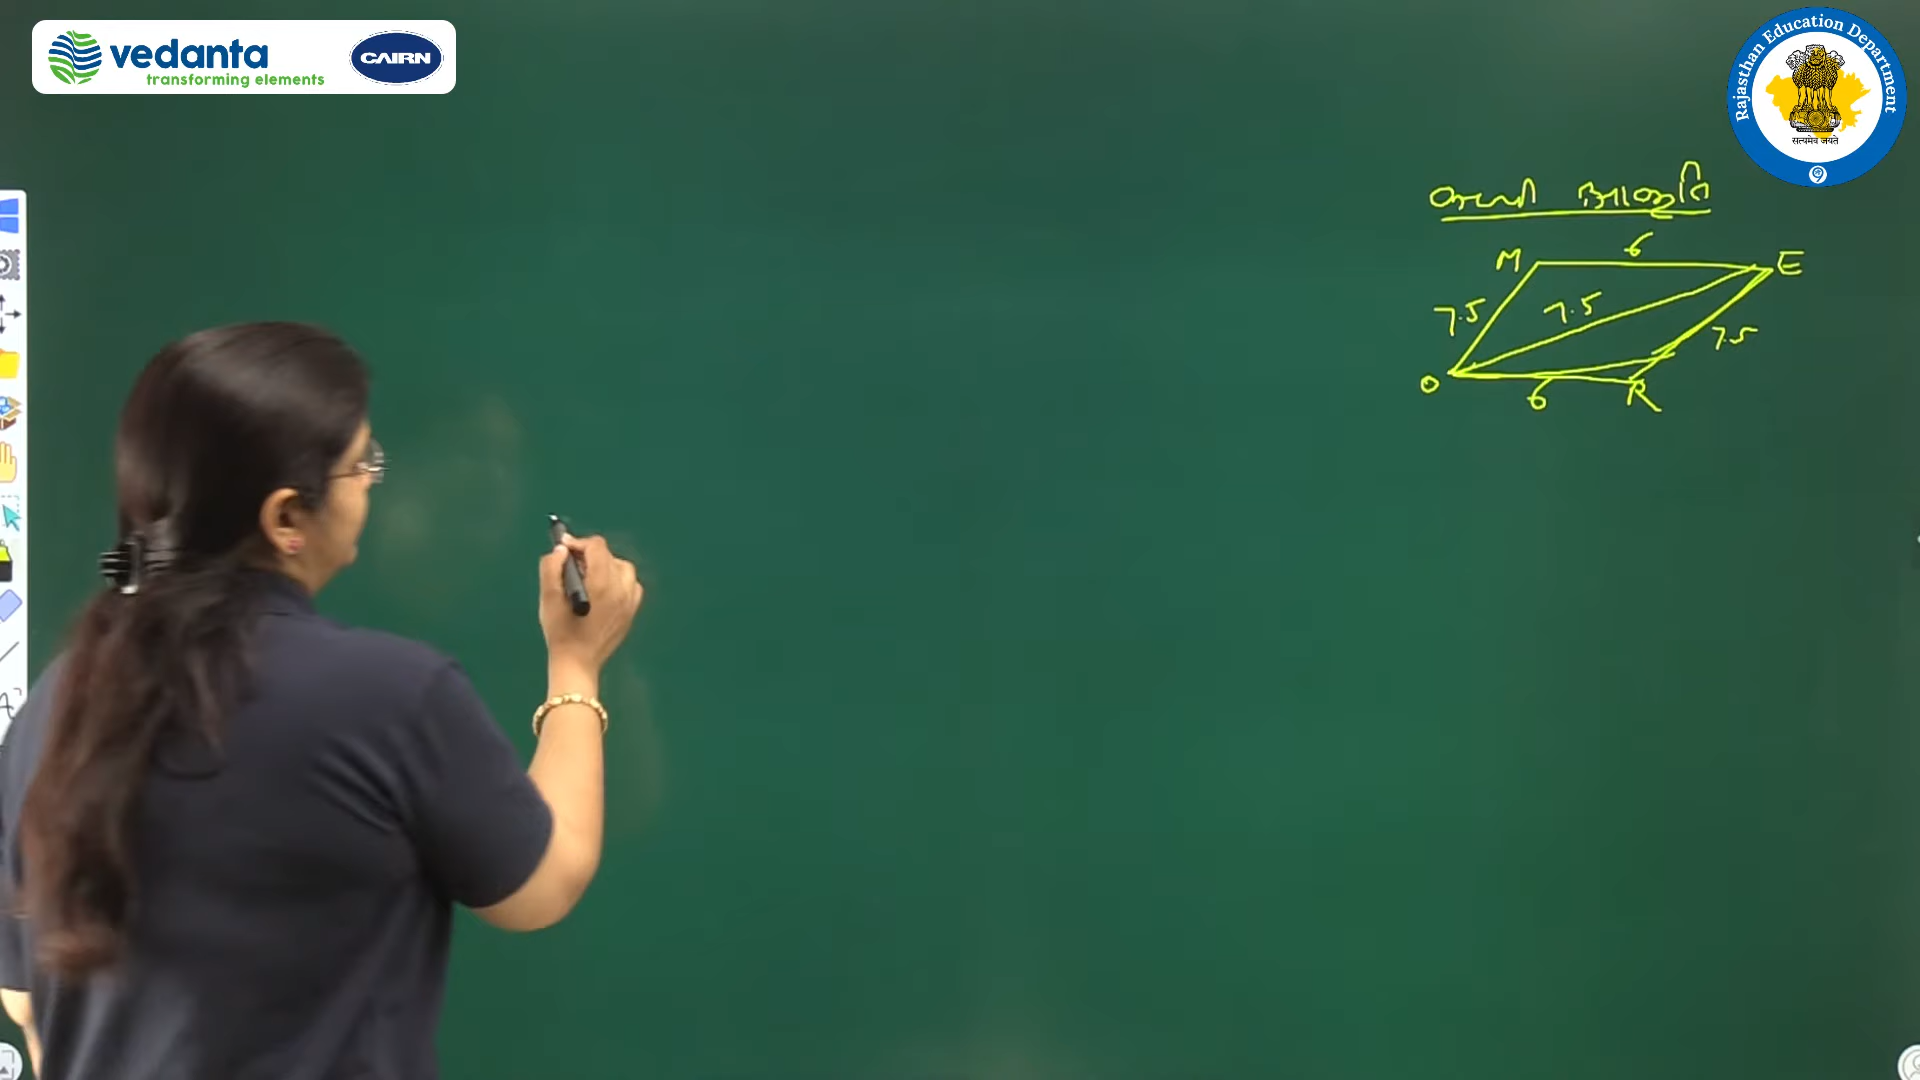 vedanta
transforming elements
CAIRN
Rajasthan Education Department
सत्यमेव जयते
कच्ची आकृति
6
M
E
7.5
7.5
7.5
O
6
R